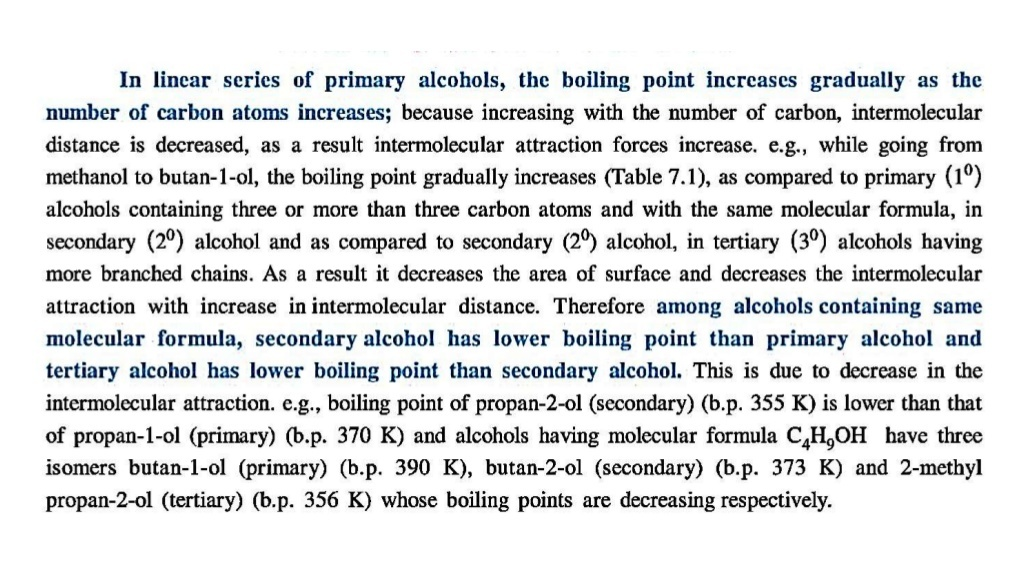 In linear series of primary alcohols, the boiling point increases gradually as the
number of carbon atoms increases; because increasing with the number of carbon, intermolecular
distance is decreased, as a result intermolecular attraction forces increase. e.g., while going from
methanol to butan-1-ol, the boiling point gradually increases (Table 7.1), as compared to primary (1⁰)
alcohols containing three or more than three carbon atoms and with the same molecular formula, in
secondary (2⁰) alcohol and as compared to secondary (2⁰) alcohol, in tertiary (3⁰) alcohols having
more branched chains. As a result it decreases the area of surface and decreases the intermolecular
attraction with increase in intermolecular distance. Therefore among alcohols containing same
molecular formula, secondary alcohol has lower boiling point than primary alcohol and
tertiary alcohol has lower boiling point than secondary alcohol. This is due to decrease in the
intermolecular attraction. e.g., boiling point of propan-2-ol (secondary) (b.p. 355 K) is lower than that
of propan-1-ol (primary) (b.p. 370 K) and alcohols having molecular formula C₄H₉OH have three
isomers butan-1-ol (primary) (b.p. 390 K), butan-2-ol (secondary) (b.p. 373 K) and 2-methyl
propan-2-ol (tertiary) (b.p. 356 K) whose boiling points are decreasing respectively.